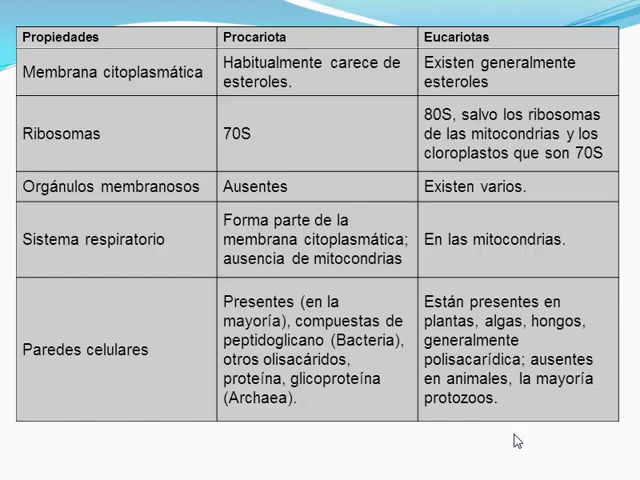 Propiedades
Procariota
Eucariotas
Membrana citoplasmática
Habitualmente carece de
esteroles.
Existen generalmente
esteroles
Ribosomas
70S
80S, salvo los ribosomas
de las mitocondrias y los
cloroplastos que son 70S
Orgánulos membranosos
Ausentes
Existen varios.
Sistema respiratorio
Forma parte de la
membrana citoplasmática;
ausencia de mitocondrias
En las mitocondrias.
Paredes celulares
Presentes (en la
mayoría), compuestas de
peptidoglicano (Bacteria),
otros olisacáridos,
proteína, glicoproteína
(Archaea).
Están presentes en
plantas, algas, hongos,
generalmente
polisacarídica; ausentes
en animales, la mayoría
protozoos.